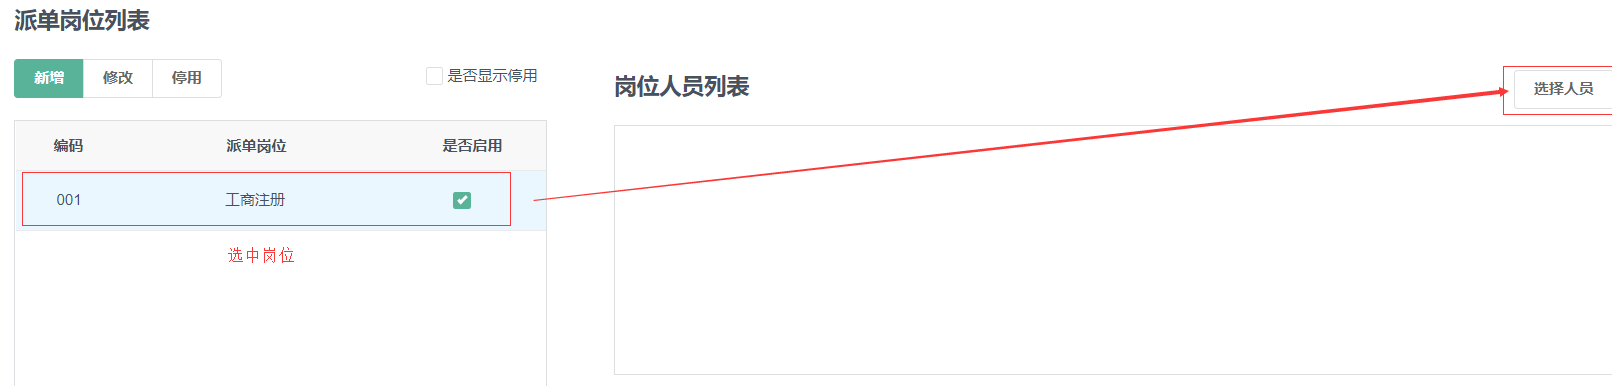 派单岗位列表
新增 修改 停用 是否显示停用
岗位人员列表 选择人员
编码 派单岗位 是否启用
001 工商注册
选中岗位